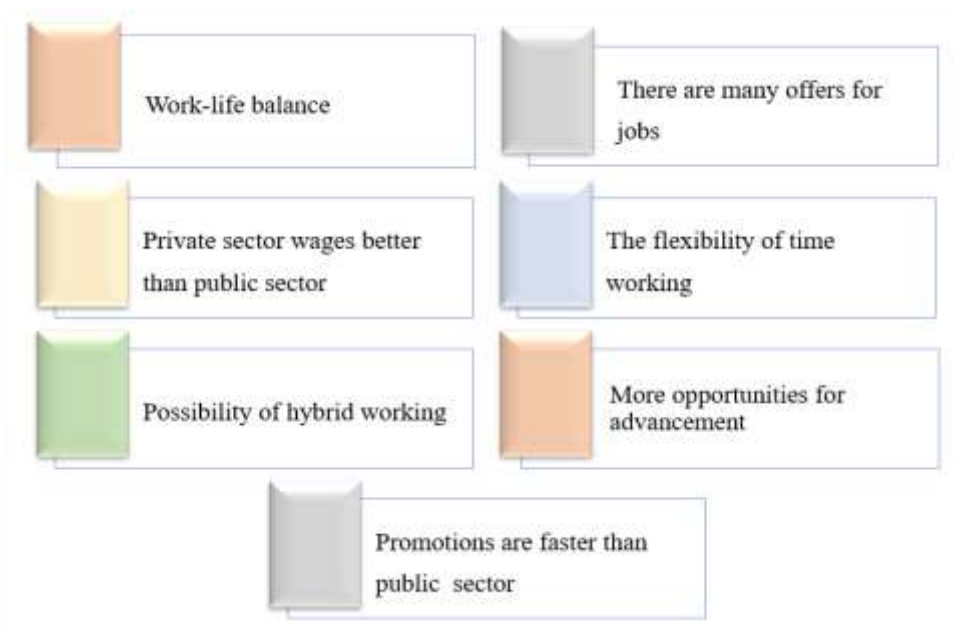 Work-life balance
There are many offers for
jobs
Private sector wages better
than public sector
The flexibility of time
working
Possibility of hybrid working
More opportunities for
advancement
Promotions are faster than
public sector